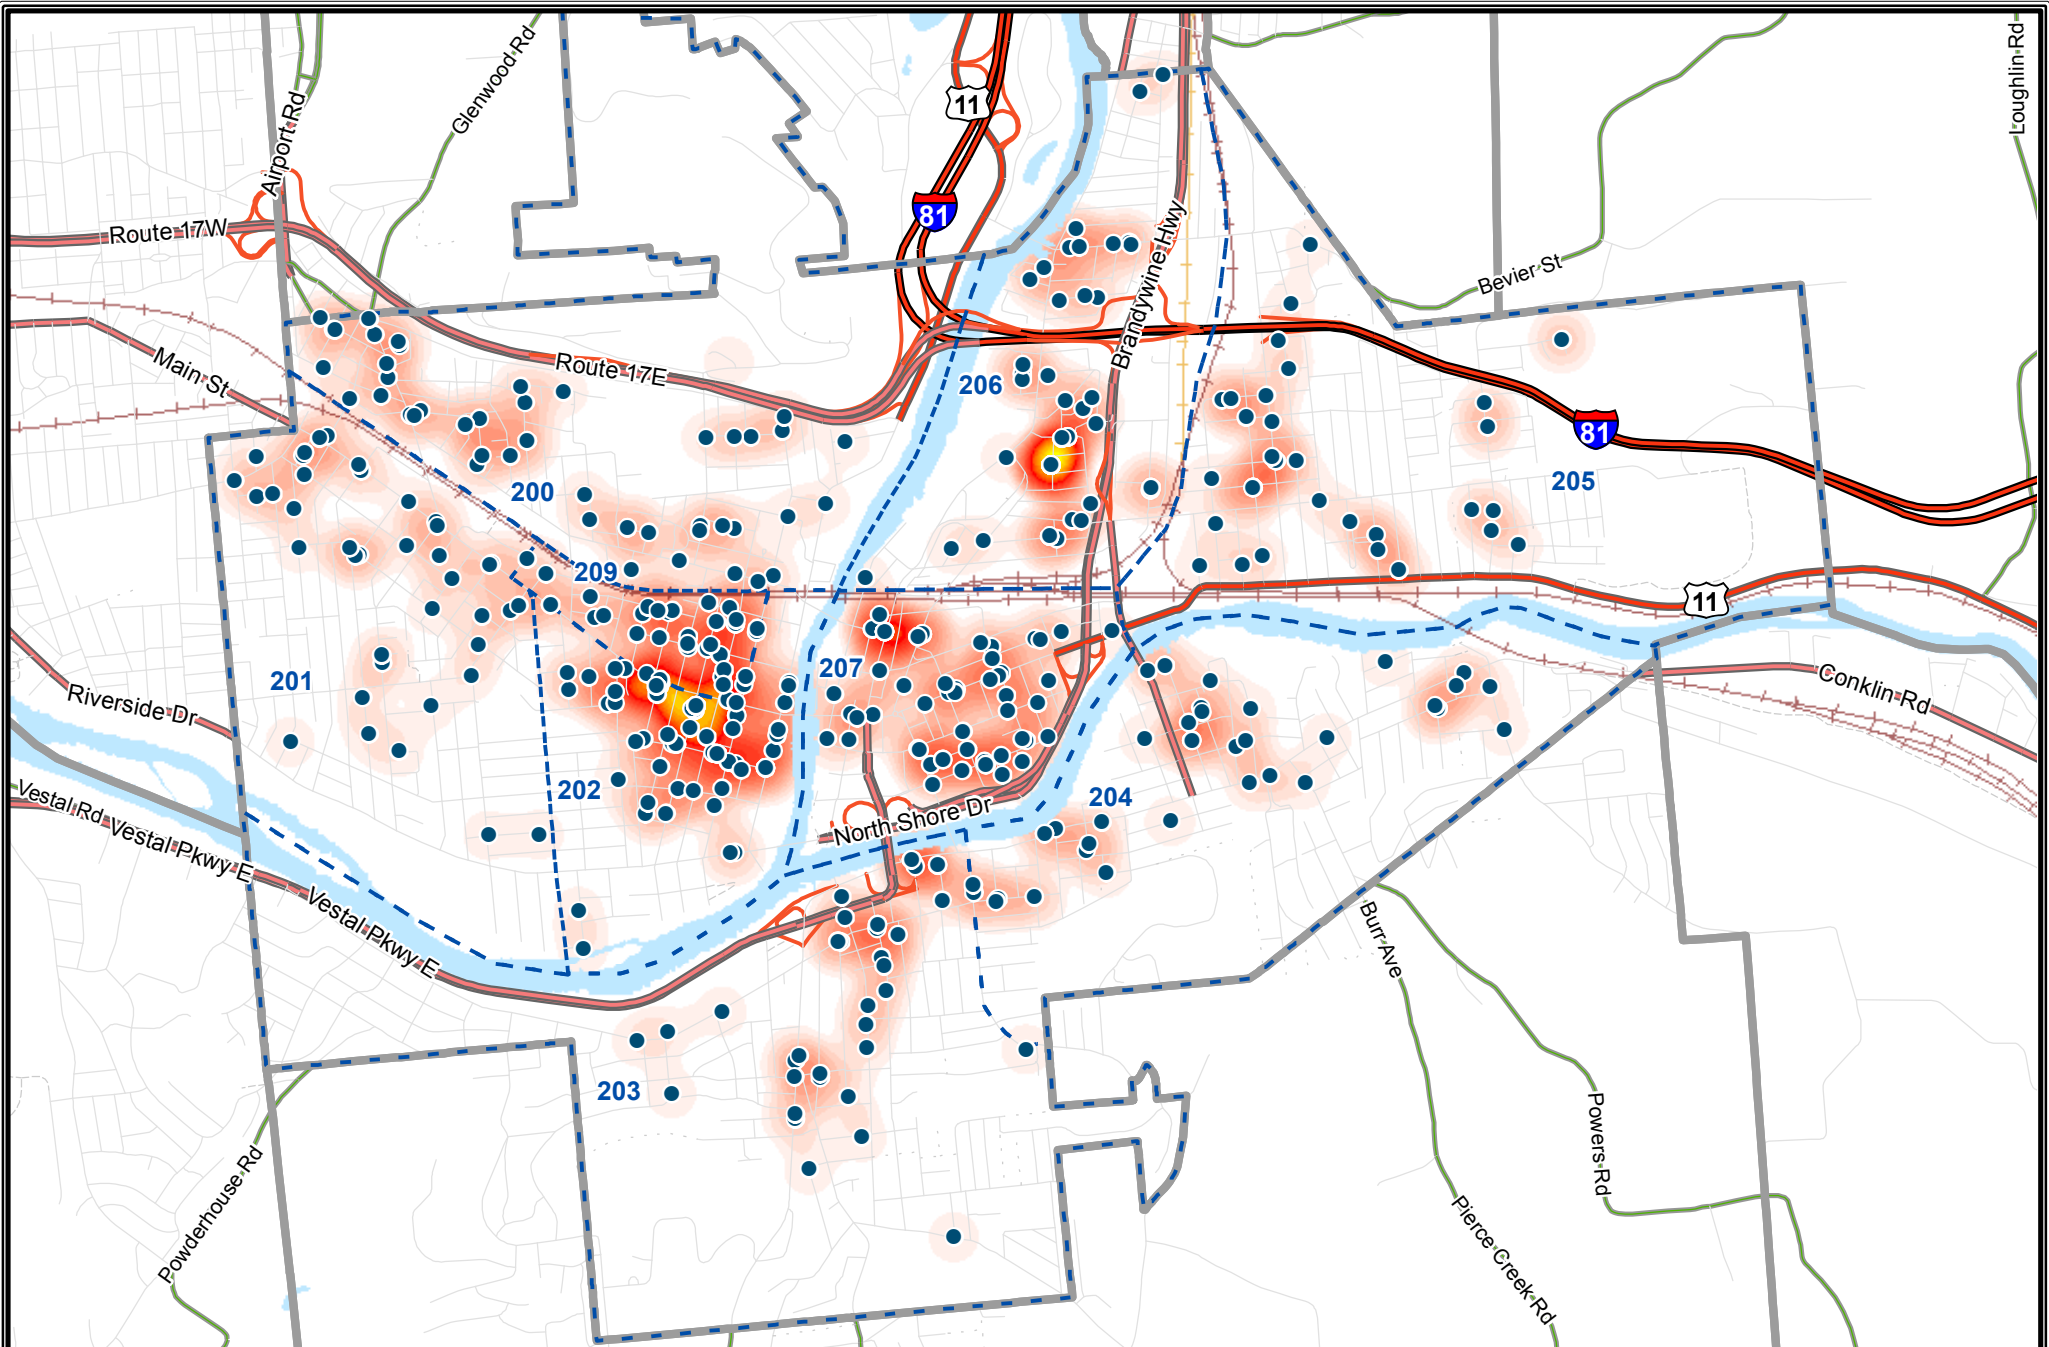 Glenwood Rd
Loughlin Rd
11
Airport Rd
81
Route 17W
Brandywine Hwy
Bevier St
Main St
Route 17E
206
81
205
200
209
11
207
201
Riverside Dr
Conklin Rd
202
204
Vestal Rd
Vestal Pkwy E
North Shore Dr
Vestal Pkwy E
Burr Ave
203
Powers Rd
Powderhouse Rd
Pierce Creek Rd